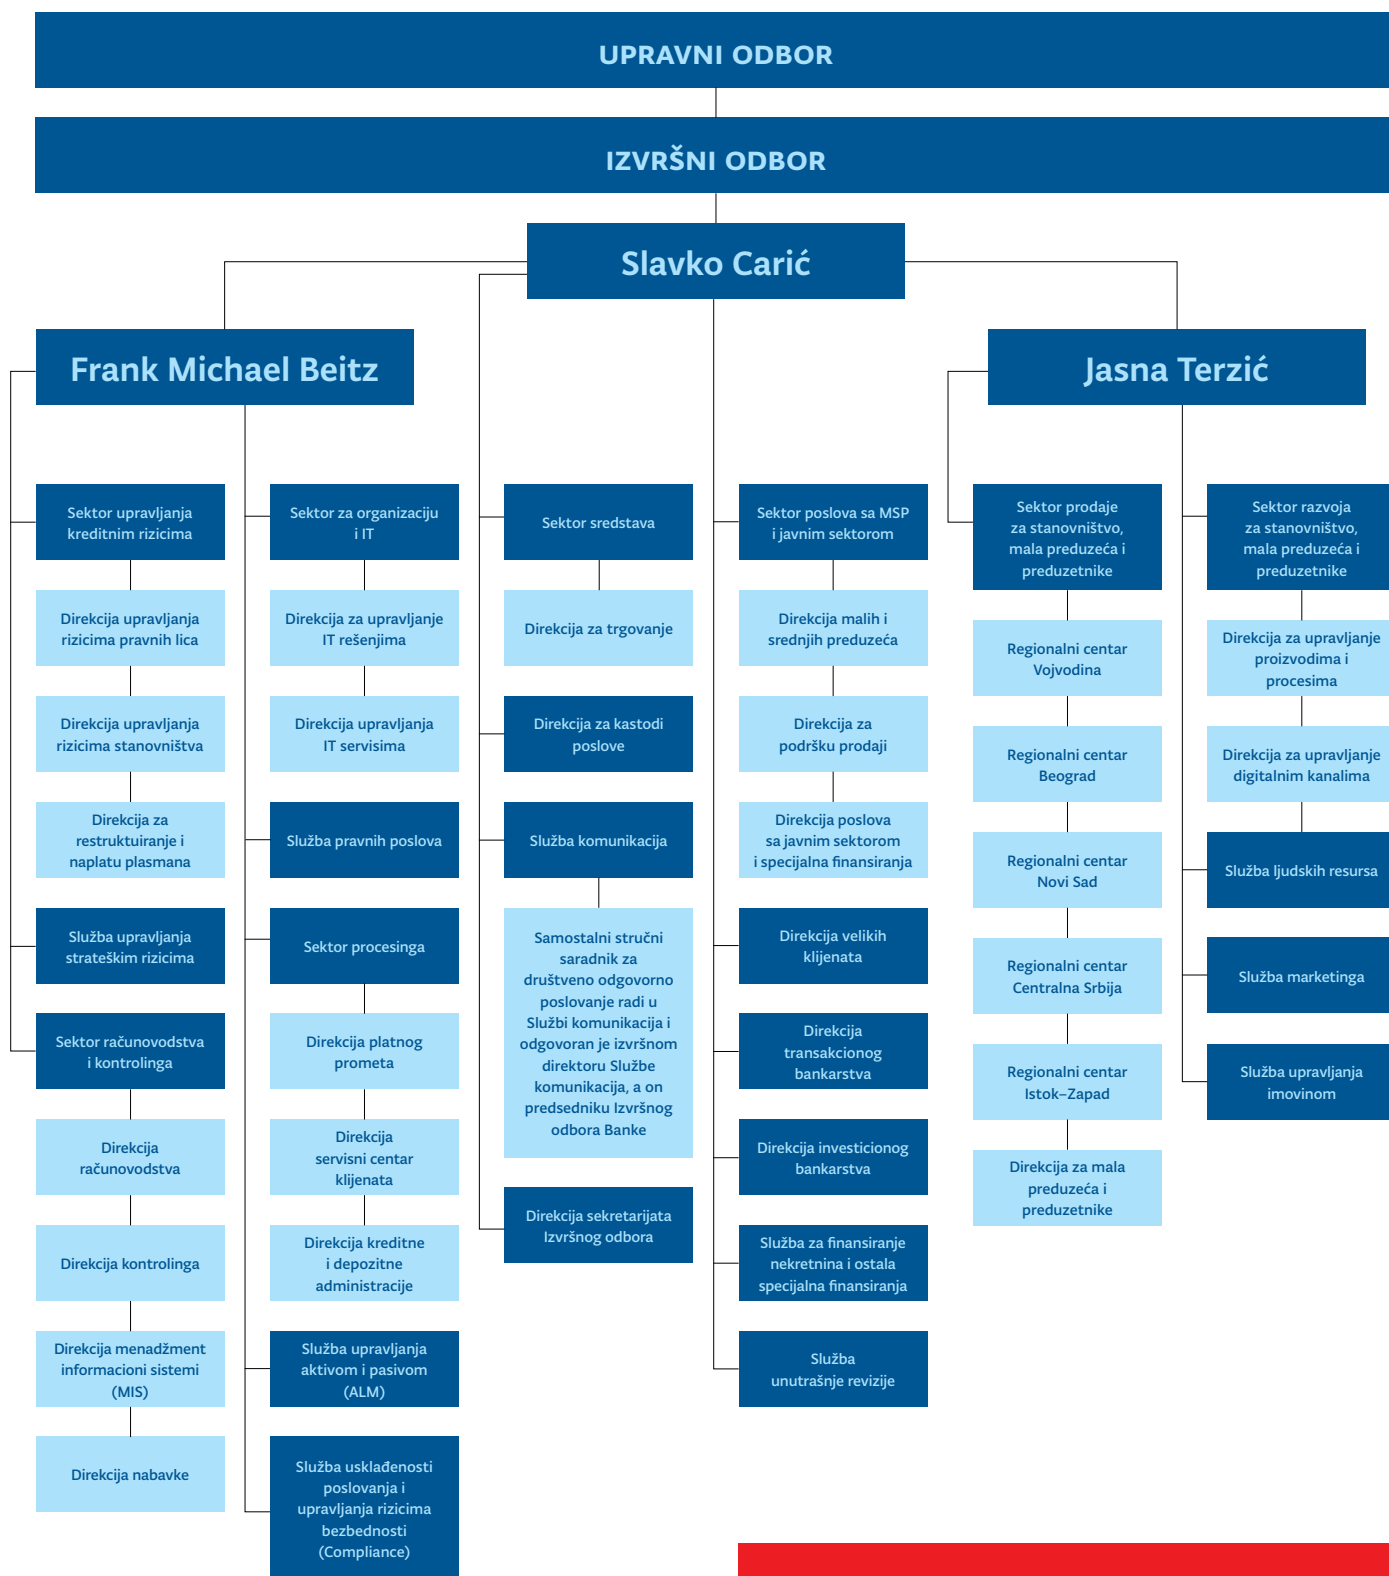 UPRAVNI ODBOR
IZVRŠNI ODBOR
Slavko Carić
Frank Michael Beitz
Jasna Terzić
Sektor upravljanja
kreditnim rizicima
Direkcija upravljanja
rizicima pravnih lica
Direkcija upravljanja
rizicima stanovništva
Direkcija za
restruktuiranje i
naplatu plasmana
Služba upravljanja
strateškim rizicima
Sektor računovodstva
i kontrolinga
Direkcija
računovodstva
Direkcija kontrolinga
Direkcija menadžment
informacioni sistemi
(MIS)
Direkcija nabavke
Sektor za organizaciju
i IT
Direkcija za upravljanje
IT rešenjima
Direkcija upravljanja
IT servisima
Služba pravnih poslova
Sektor procesinga
Direkcija platnog
prometa
Direkcija
servisni centar
klijenata
Direkcija kreditne
i depozitne
administracije
Služba upravljanja
aktivom i pasivom
(ALM)
Služba usklađenosti
poslovanja i
upravljanja rizicima
bezbednosti
(Compliance)
Sektor sredstava
Direkcija za trgovanje
Direkcija za kastodi
poslove
Služba komunikacija
Samostalni stručni
saradnik za
društveno odgovorno
poslovanje radi u
Službi komunikacija i
odgovoran je izvršnom
direktoru Službe
komunikacija, a on
predsedniku Izvršnog
odbora Banke
Direkcija sekretarijata
Izvršnog odbora
Sektor poslova sa MSP
i javnim sektorom
Direkcija malih i
srednjih preduzeća
Direkcija za
podršku prodaji
Direkcija poslova
sa javnim sektorom
i specijalna finansiranja
Direkcija velikih
klijenata
Direkcija
transakcionog
bankarstva
Direkcija investicionog
bankarstva
Služba za finansiranje
nekretnina i ostala
specijalna finansiranja
Služba
unutrašnje revizije
Sektor prodaje
za stanovništvo,
mala preduzeća i
preduzetnike
Regionalni centar
Vojvodina
Regionalni centar
Beograd
Regionalni centar
Novi Sad
Regionalni centar
Centralna Srbija
Regionalni centar
Istok–Zapad
Direkcija za mala
preduzeća i
preduzetnike
Sektor razvoja
za stanovništvo,
mala preduzeća i
preduzetnike
Direkcija za upravljanje
proizvodima i
procesima
Direkcija za upravljanje
digitalnim kanalima
Služba ljudskih resursa
Služba marketinga
Služba upravljanja
imovinom